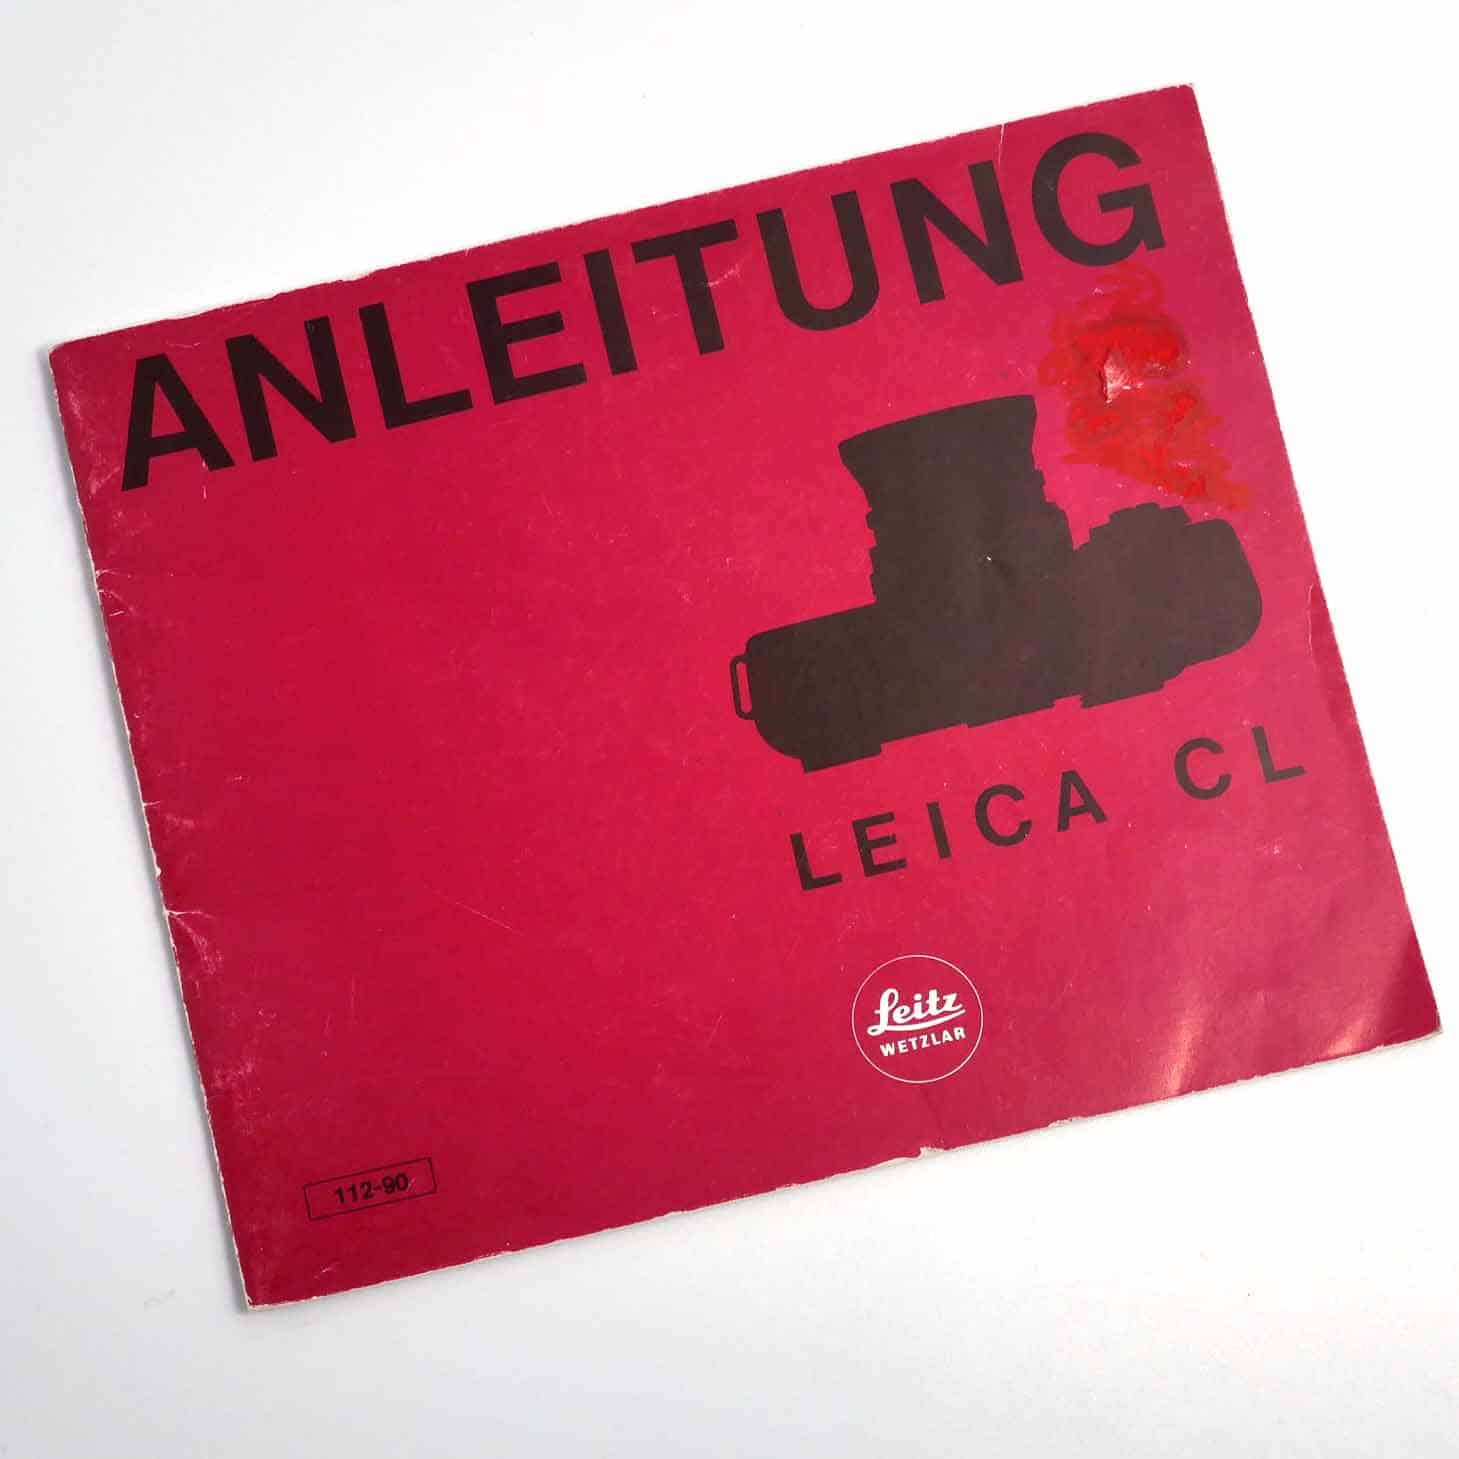 ANLEITUNG
LEICA CL
Leitz
WETZLAR
112-90